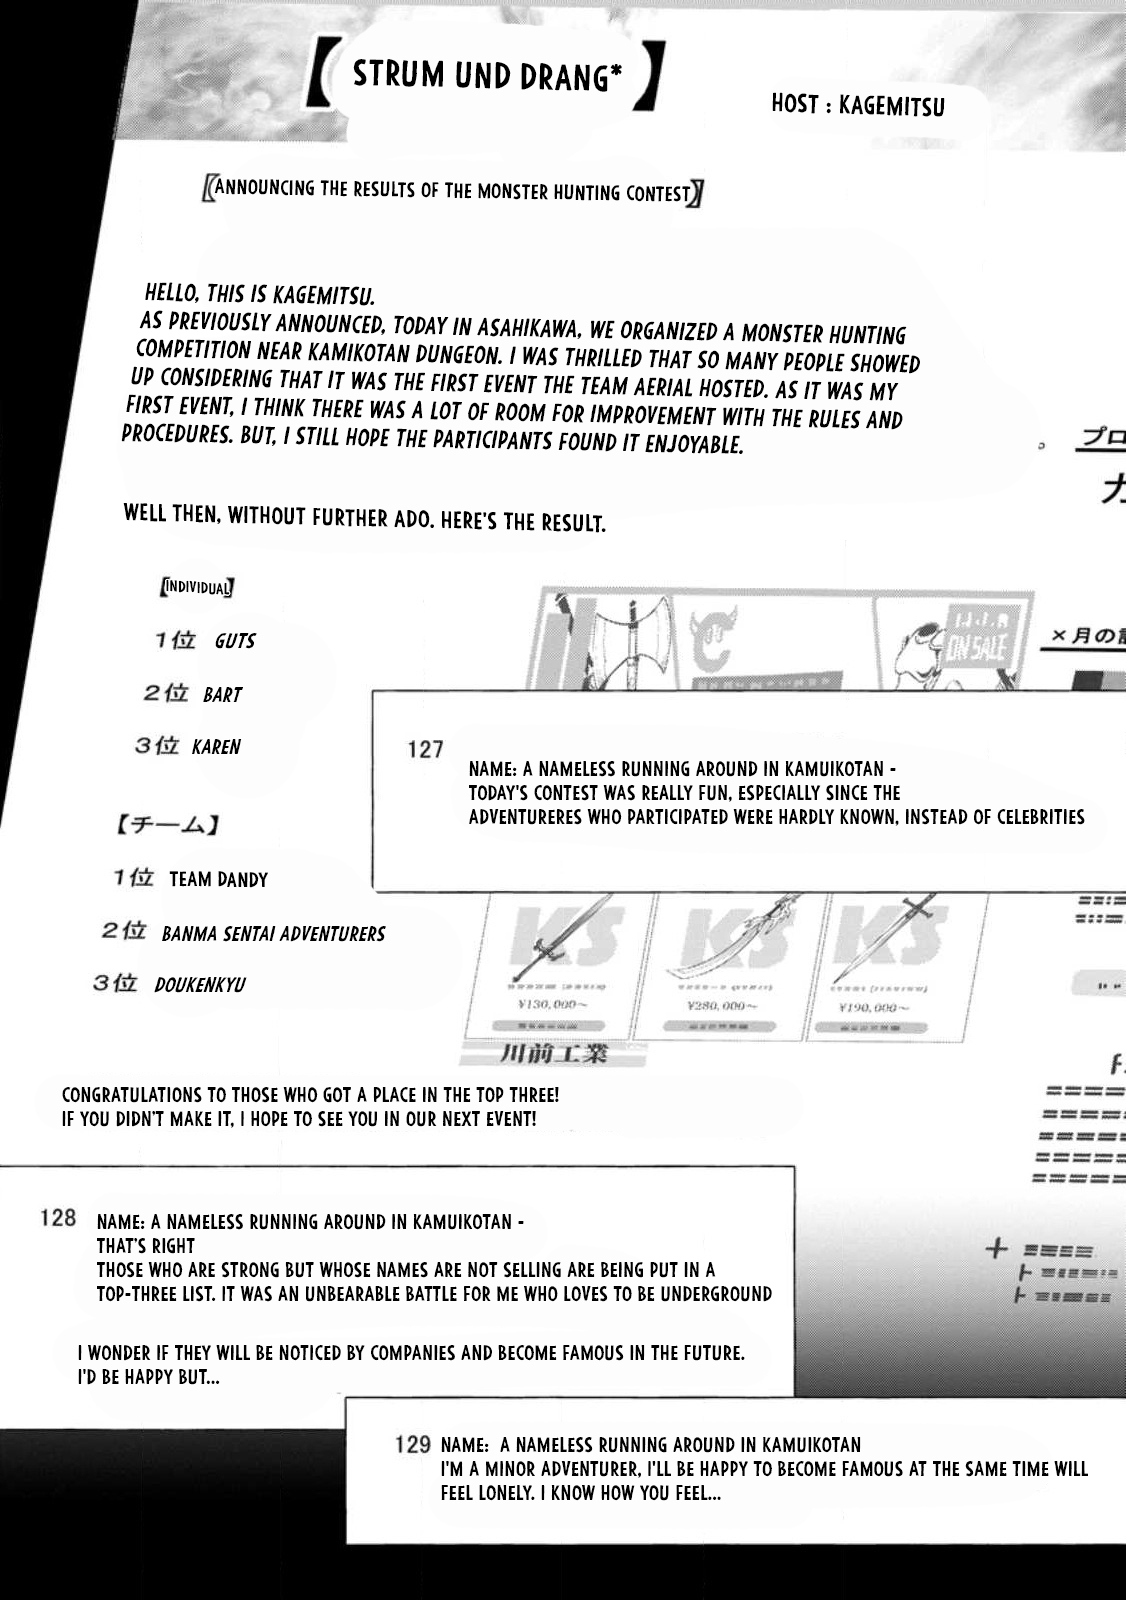 【STRUM UND DRANG*】
HOST : KAGEMITSU
【ANNOUNCING THE RESULTS OF THE MONSTER HUNTING CONTEST】
HELLO, THIS IS KAGEMITSU.
AS PREVIOUSLY ANNOUNCED, TODAY IN ASAHIKAWA, WE ORGANIZED A MONSTER HUNTING
COMPETITION NEAR KAMIKOTAN DUNGEON. I WAS THRILLED THAT SO MANY PEOPLE SHOWED
UP CONSIDERING THAT IT WAS THE FIRST EVENT THE TEAM AERIAL HOSTED. AS IT WAS MY
FIRST EVENT, I THINK THERE WAS A LOT OF ROOM FOR IMPROVEMENT WITH THE RULES AND
PROCEDURES. BUT, I STILL HOPE THE PARTICIPANTS FOUND IT ENJOYABLE.
プロ
カ
WELL THEN, WITHOUT FURTHER ADO. HERE'S THE RESULT.
【INDIVIDUAL】
1位 GUTS
2位 BART
3位 KAREN
ON SALE
×月の
127
NAME: A NAMELESS RUNNING AROUND IN KAMUIKOTAN -
TODAY'S CONTEST WAS REALLY FUN, ESPECIALLY SINCE THE
ADVENTURERES WHO PARTICIPATED WERE HARDLY KNOWN, INSTEAD OF CELEBRITIES
【チーム】
1位 TEAM DANDY
2位 BANMA SENTAI ADVENTURERS
3位 DOUKENKYU
KS
KS
KS
¥130,000～
¥280,000～
¥190,000～
川前工業
CONGRATULATIONS TO THOSE WHO GOT A PLACE IN THE TOP THREE!
IF YOU DIDN'T MAKE IT, I HOPE TO SEE YOU IN OUR NEXT EVENT!
128
NAME: A NAMELESS RUNNING AROUND IN KAMUIKOTAN -
THAT'S RIGHT
THOSE WHO ARE STRONG BUT WHOSE NAMES ARE NOT SELLING ARE BEING PUT IN A
TOP-THREE LIST. IT WAS AN UNBEARABLE BATTLE FOR ME WHO LOVES TO BE UNDERGROUND
I WONDER IF THEY WILL BE NOTICED BY COMPANIES AND BECOME FAMOUS IN THE FUTURE.
I'D BE HAPPY BUT...
129
NAME: A NAMELESS RUNNING AROUND IN KAMUIKOTAN
I'M A MINOR ADVENTURER, I'LL BE HAPPY TO BECOME FAMOUS AT THE SAME TIME WILL
FEEL LONELY. I KNOW HOW YOU FEEL...